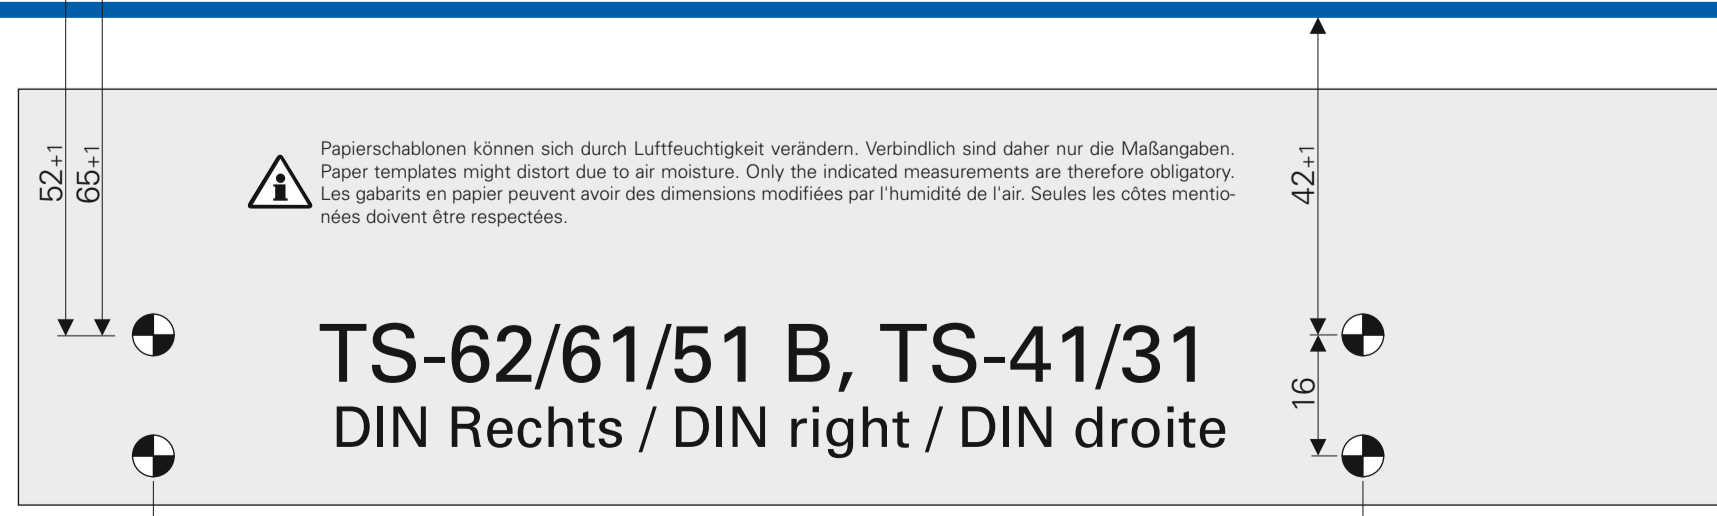 Papierschablonen können sich durch Luftfeuchtigkeit verändern. Verbindlich sind daher nur die Maßangaben.
Paper templates might distort due to air moisture. Only the indicated measurements are therefore obligatory.
Les gabarits en papier peuvent avoir des dimensions modifiées par l'humidité de l'air. Seules les côtes mentio-
nées doivent être respectées.
52+1
65+1
42+1
TS-62/61/51 B, TS-41/31
DIN Rechts / DIN right / DIN droite
16